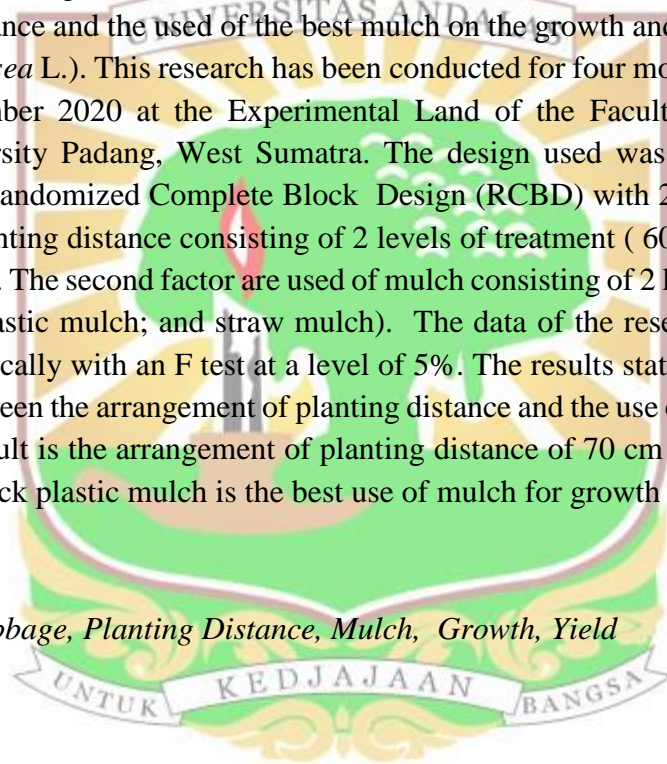 UNIVERSITAS ANDALAS
ance and the used of the best mulch on the growth and
sea L.). This research has been conducted for four mo
mber 2020 at the Experimental Land of the Facult
rsity Padang, West Sumatra. The design used was
Randomized Complete Block Design (RCBD) with 2
nting distance consisting of 2 levels of treatment ( 60
. The second factor are used of mulch consisting of 2 l
astic mulch; and straw mulch). The data of the rese
cally with an F test at a level of 5%. The results stat
een the arrangement of planting distance and the use o
ult is the arrangement of planting distance of 70 cm
ck plastic mulch is the best use of mulch for growth
bbage, Planting Distance, Mulch, Growth, Yield
UNTUK KEDJAJAAN BANGSA